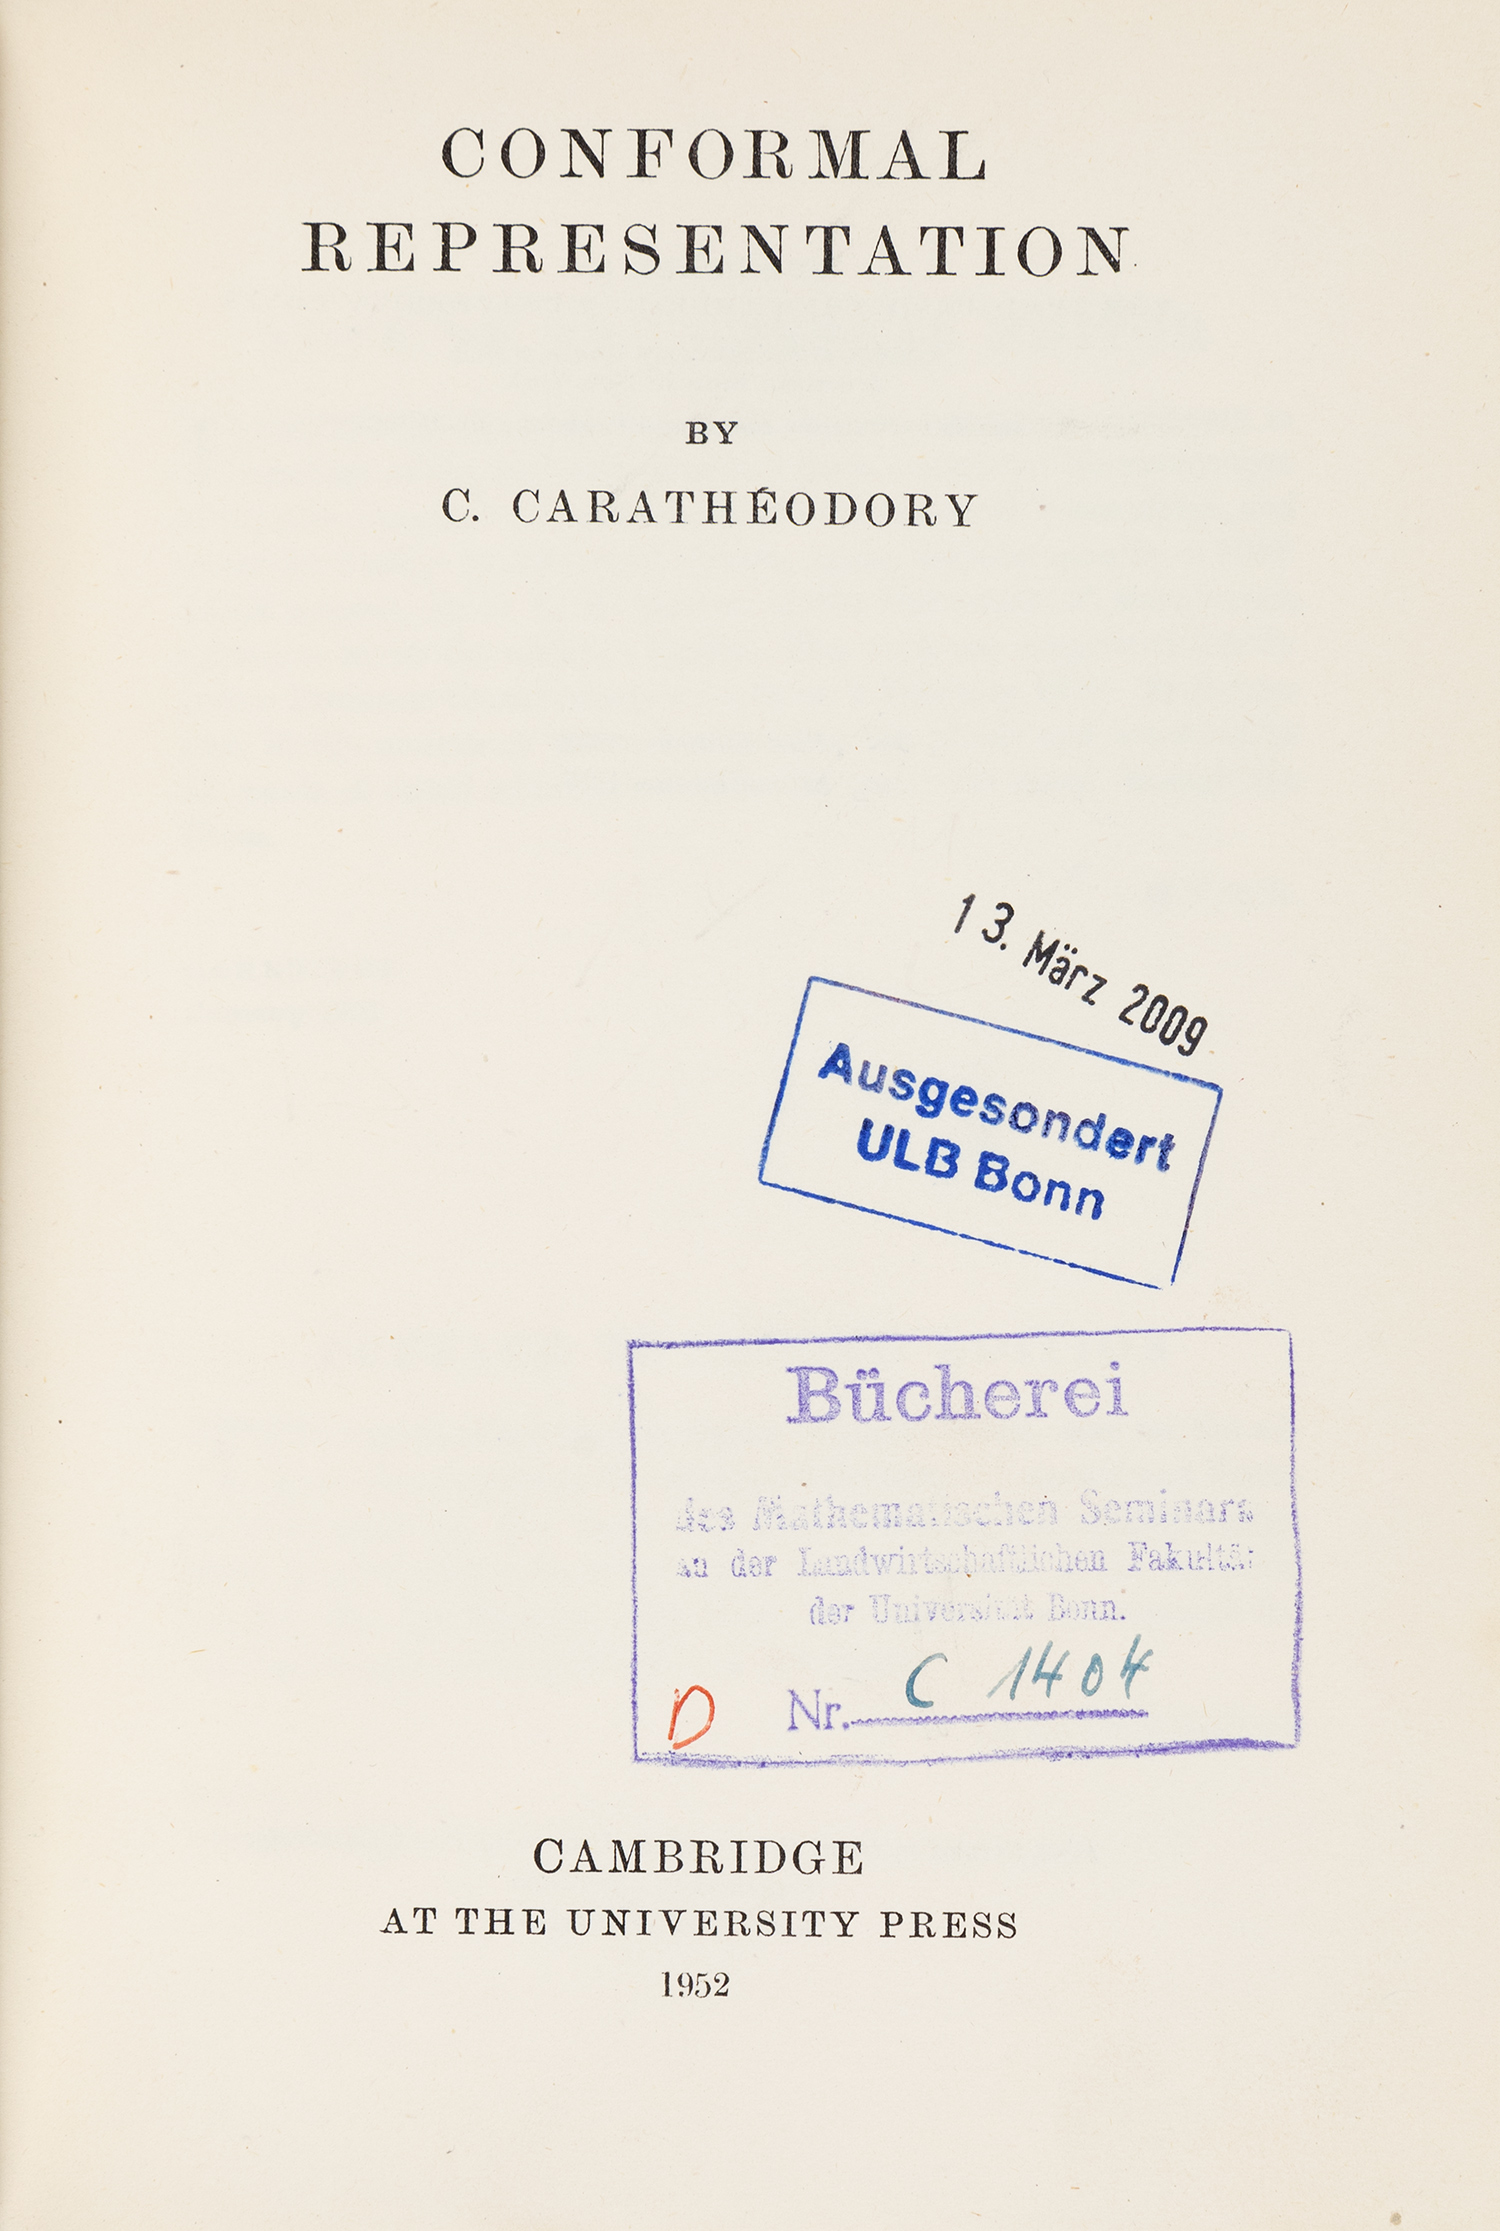 CONFORMAL
REPRESENTATION
BY
C. CARATHÉODORY
13. März 2009
Ausgesondert
ULB Bonn
Bücherei
des Mathematischen Seminars
an der Landwirtschaftlichen Fakultät
der Universität Bonn.
D Nr. C 1404
CAMBRIDGE
AT THE UNIVERSITY PRESS
1952